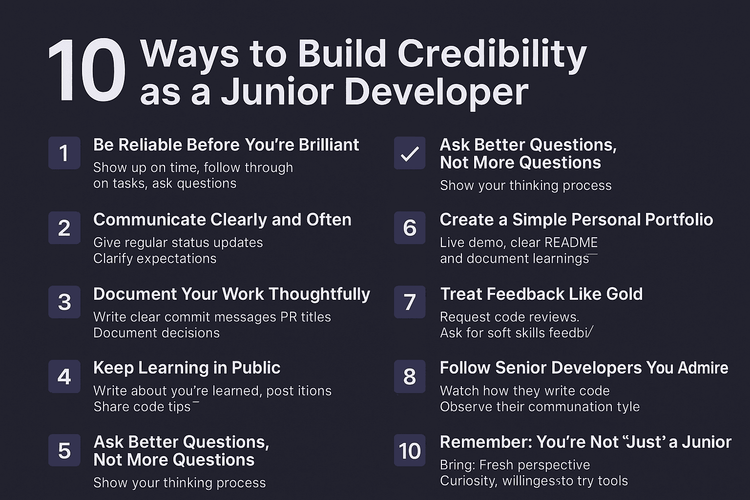 10 Ways to Build Credibility
as a Junior Developer
1 Be Reliable Before You're Brilliant
Show up on time, follow through
on tasks, ask questions
2 Communicate Clearly and Often
Give regular status updates
Clarify expectations
3 Document Your Work Thoughtfully
Write clear commit messages PR titles
Document decisions
4 Keep Learning in Public
Write about you're learned, post itions
Share code tips¯
5 Ask Better Questions,
Not More Questions
Show your thinking process
✓ Ask Better Questions,
Not More Questions
Show your thinking process
6 Create a Simple Personal Portfolio
Live demo, clear README
and document learnings¯
7 Treat Feedback Like Gold
Request code reviews.
Ask for soft skills feedbi/
8 Follow Senior Developers You Admire
Watch how they write code
Observe their communation tyle
10 Remember: You're Not “Just’ a Junior
Bring: Fresh perspective
Curiosity, willingessto try tools